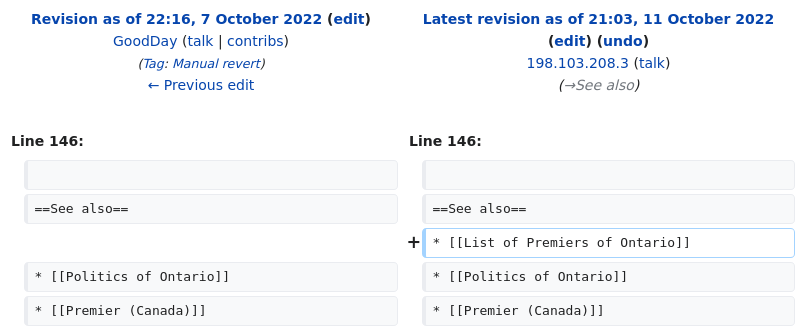 Revision as of 22:16, 7 October 2022 (edit)
GoodDay (talk | contribs)
(Tag: Manual revert)
← Previous edit
Latest revision as of 21:03, 11 October 2022
(edit) (undo)
198.103.208.3 (talk)
(→See also)
Line 146:
Line 146:
==See also==
==See also==
+ * [[List of Premiers of Ontario]]
* [[Politics of Ontario]]
* [[Politics of Ontario]]
* [[Premier (Canada)]]
* [[Premier (Canada)]]